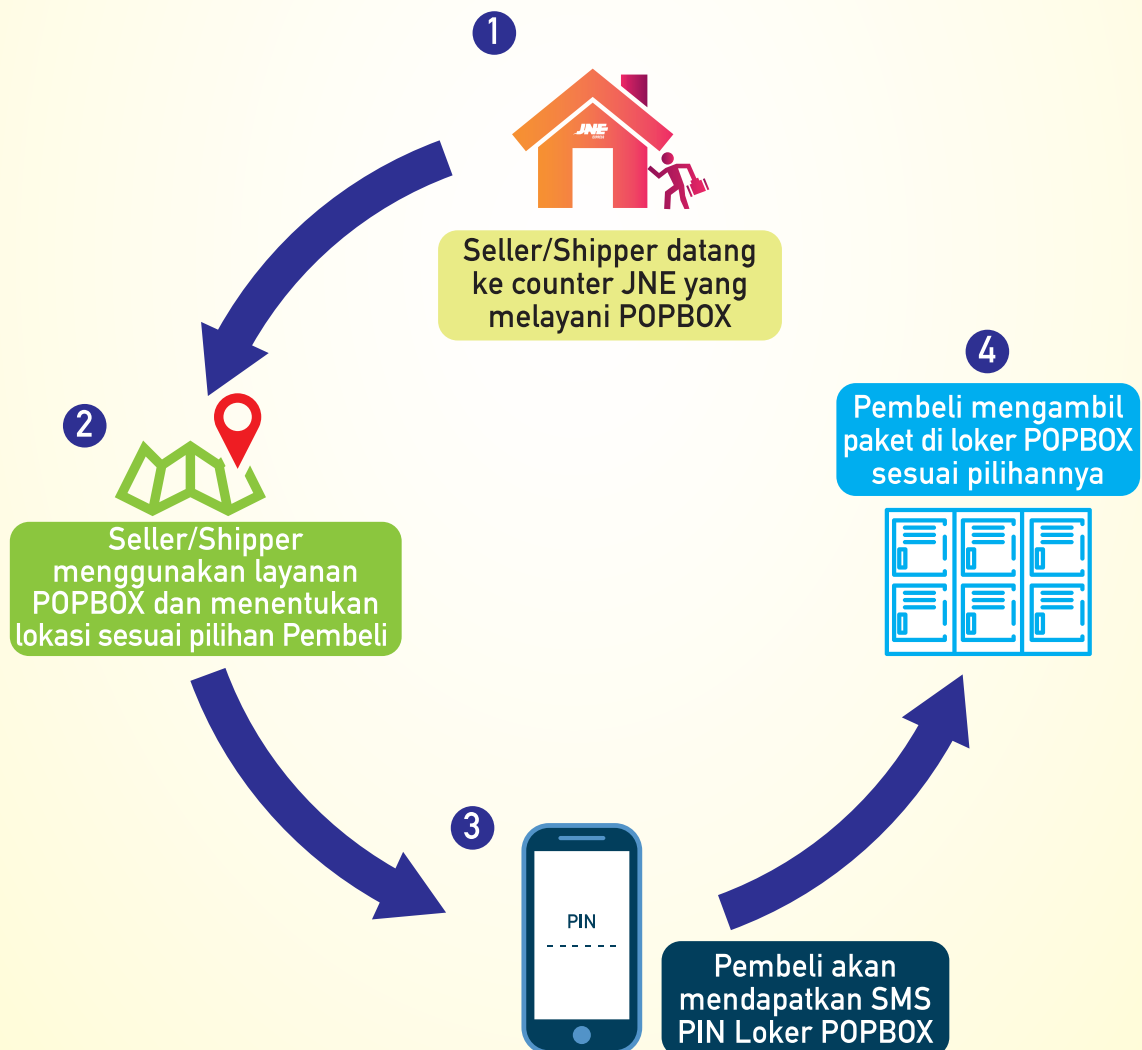 1
JNE
EXPRESS
Seller/Shipper datang
ke counter JNE yang
melayani POPBOX
2
Seller/Shipper
menggunakan layanan
POPBOX dan menentukan
lokasi sesuai pilihan Pembeli
3
PIN
Pembeli akan
mendapatkan SMS
PIN Loker POPBOX
4
Pembeli mengambil
paket di loker POPBOX
sesuai pilihannya